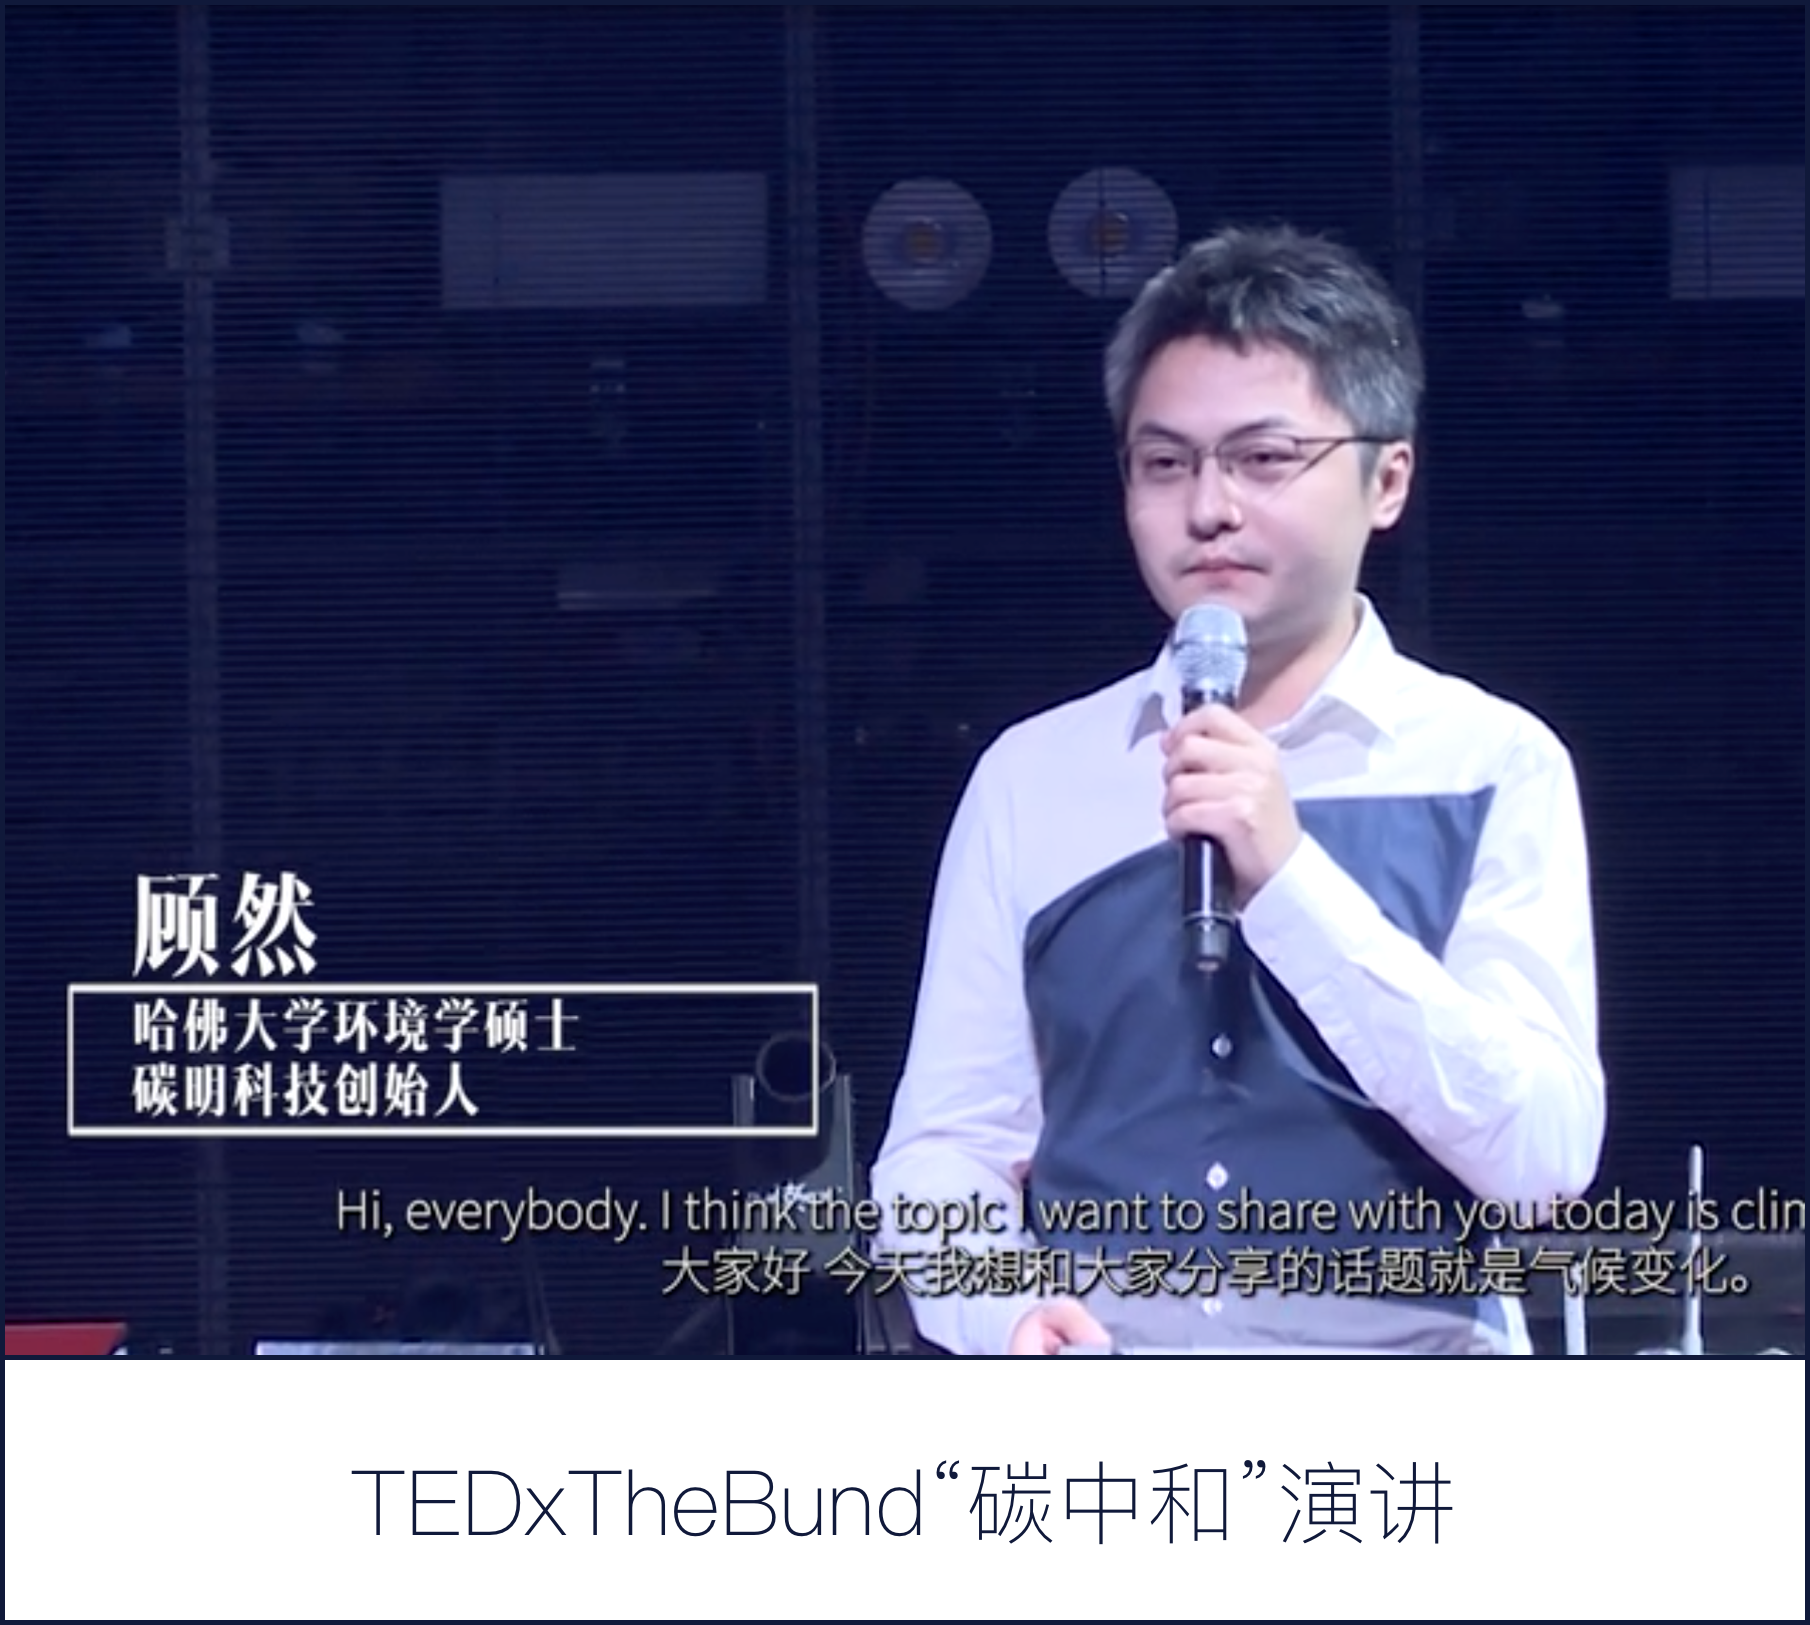 顾然
哈佛大学环境学硕士
碳明科技创始人
Hi, everybody. I think the topic I want to share with you today is clim
大家好 今天我想和大家分享的话题就是气候变化。
TEDxTheBund“碳中和”演讲